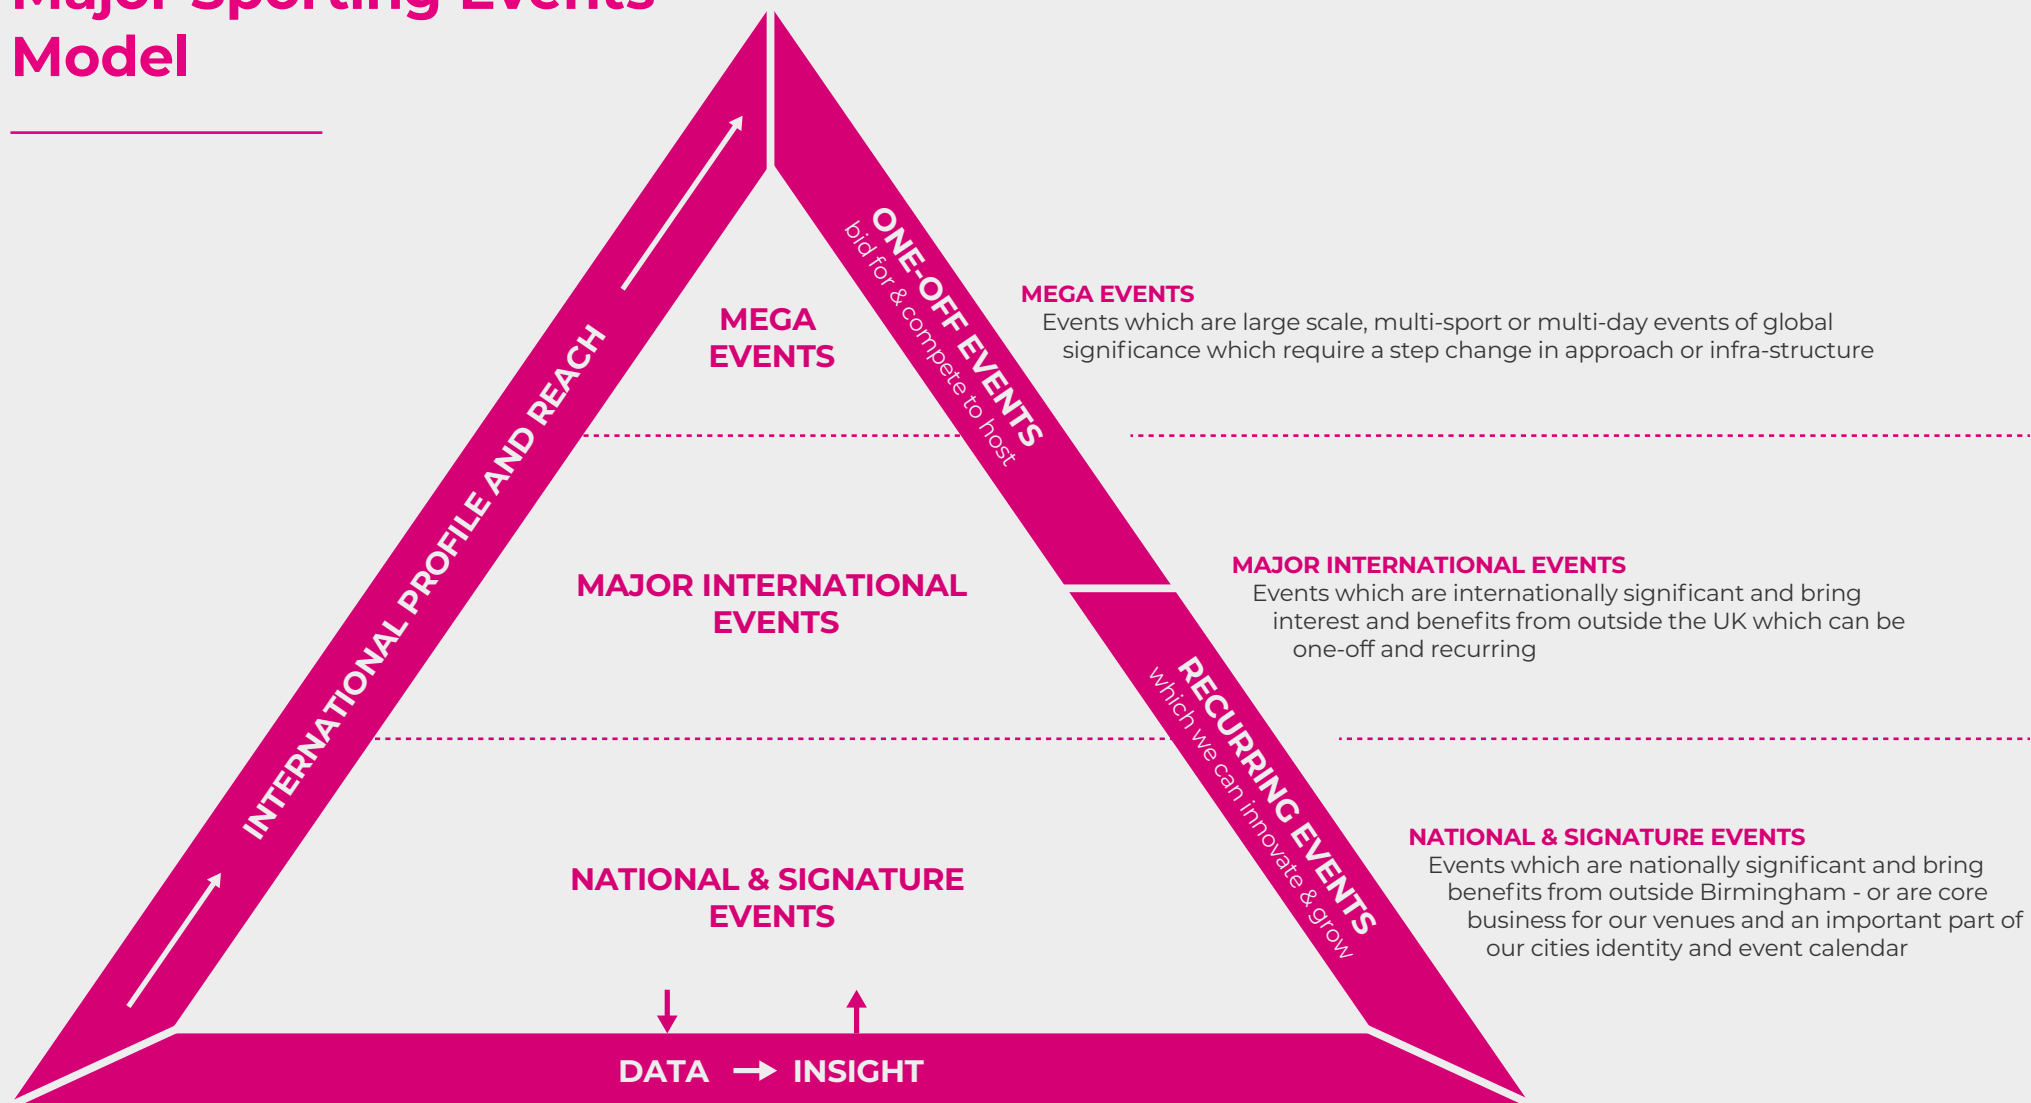 Major Sporting Events
Model
INTERNATIONAL PROFILE AND REACH
ONE-OFF EVENTS
bid for & compete to host
RECURRING EVENTS
which we can innovate & grow
MEGA
EVENTS
MEGA EVENTS
Events which are large scale, multi-sport or multi-day events of global
significance which require a step change in approach or infra-structure
MAJOR INTERNATIONAL
EVENTS
MAJOR INTERNATIONAL EVENTS
Events which are internationally significant and bring
interest and benefits from outside the UK which can be
one-off and recurring
NATIONAL & SIGNATURE
EVENTS
NATIONAL & SIGNATURE EVENTS
Events which are nationally significant and bring
benefits from outside Birmingham - or are core
business for our venues and an important part of
our cities identity and event calendar
DATA → INSIGHT